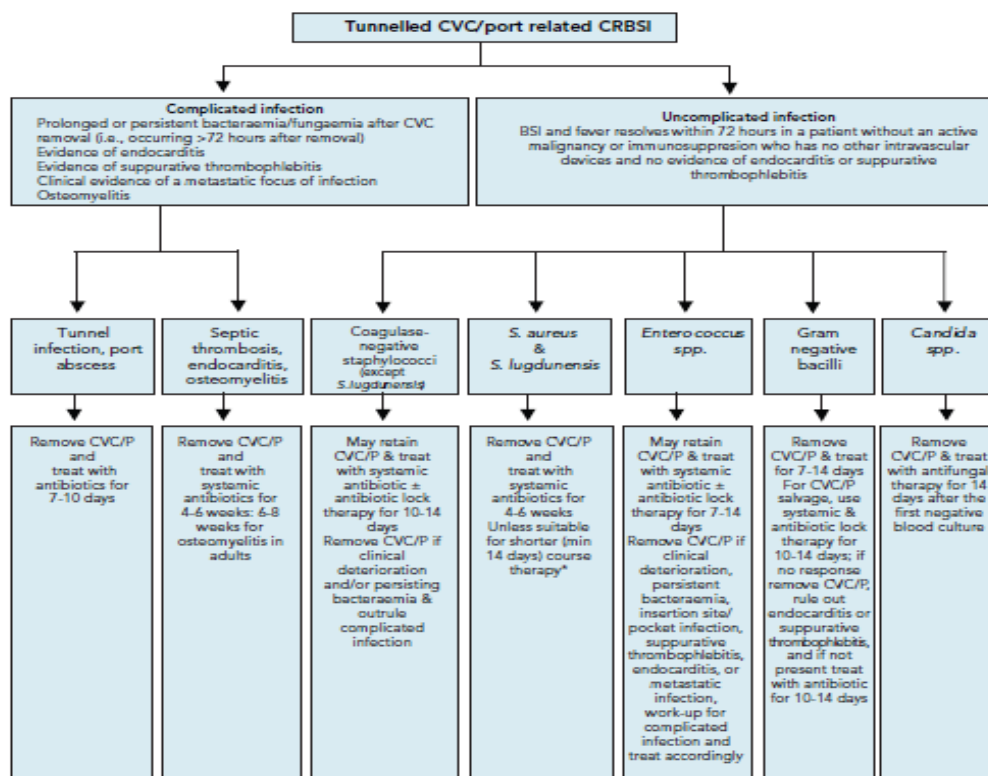 Tunnelled CVC/port related CRBSI
Complicated infection
Prolonged or persistent bacteraemia/fungaemia after CVC
removal (i.e., occurring >72 hours after removal)
Evidence of endocarditis
Evidence of suppurative thrombophlebitis
Clinical evidence of a metastatic focus of infection
Osteomyelitis
Uncomplicated infection
BSI and fever resolves within 72 hours in a patient without an active
malignancy or immunosuppresion who has no other intravascular
devices and no evidence of endocarditis or suppurative
thrombophlebitis
Tunnel
infection, port
abscess
Septic
thrombosis,
endocarditis,
osteomyelitis
Coagulase-
negative
staphylococci
(except
S.lugdunensis)
S. aureus
&
S. lugdunensis
Enterococcus
spp.
Gram
negative
bacilli
Candida
spp.
Remove CVC/P
and
treat with
antibiotics for
7-10 days
Remove CVC/P
and
treat with
systemic
antibiotics for
4-6 weeks: 6-8
weeks for
osteomyelitis in
adults
May retain
CVC/P & treat
with systemic
antibiotic ±
antibiotic lock
therapy for 10-14
days
Remove CVC/P if
clinical
deterioration
and/or persisting
bacteraemia &
outrule
complicated
infection
Remove CVC/P
and
treat with
systemic
antibiotics for
4-6 weeks
Unless suitable
for shorter (min
14 days) course
therapy*
May retain
CVC/P & treat
with systemic
antibiotic ±
antibiotic lock
therapy for 7-14
days
Remove CVC/P if
clinical
deterioration,
persistent
bacteraemia,
insertion site/
pocket infection,
suppurative
thrombophlebitis,
endocarditis, or
metastatic
infection,
work-up for
complicated
infection and
treat accordingly
Remove
CVC/P & treat
for 7-14 days
For CVC/P
salvage, use
systemic &
antibiotic lock
therapy for
10-14 days; if
no response
remove CVC/P,
rule out
endocarditis or
suppurative
thrombophlebitis,
and if not
present treat
with antibiotic
for 10-14 days
Remove
CVC/P & treat
with antifungal
therapy for 14
days after the
first negative
blood culture